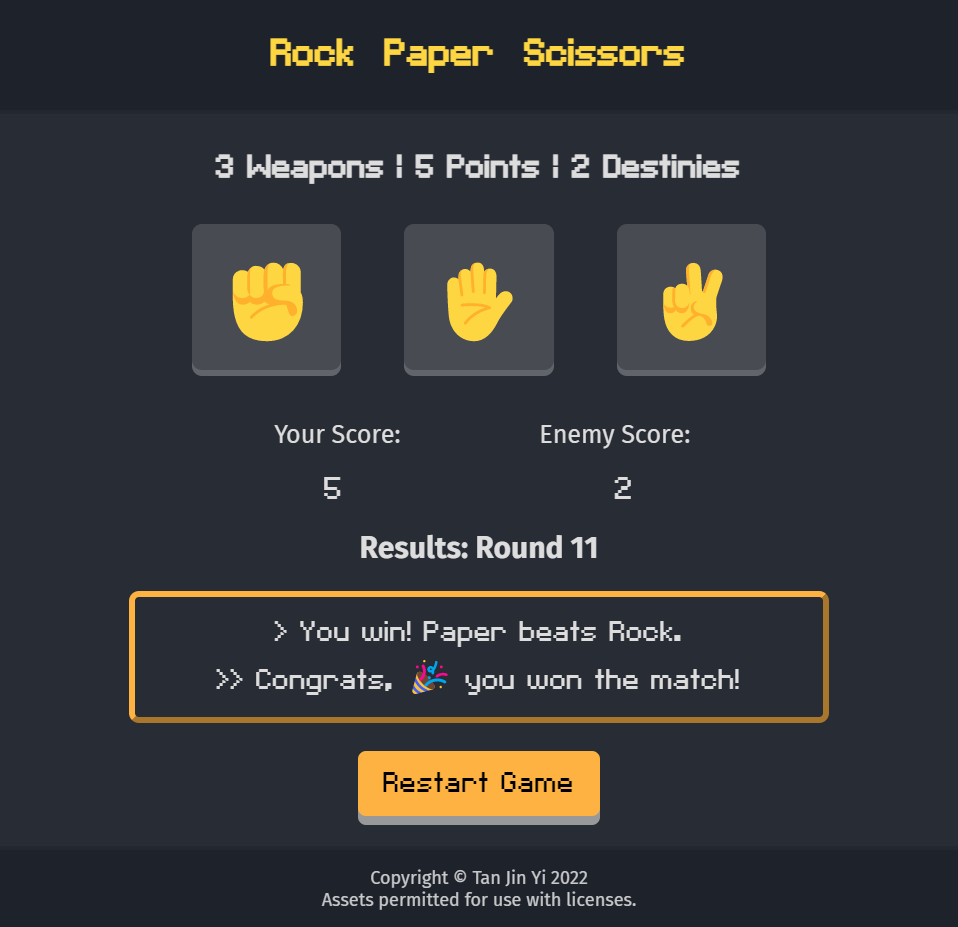 Rock Paper Scissors
3 Weapons | 5 Points | 2 Destinies
Your Score: Enemy Score:
5 2
Results: Round 11
> You win! Paper beats Rock.
>> Congrats, 🎉 you won the match!
Restart Game
Copyright © Tan Jin Yi 2022
Assets permitted for use with licenses.